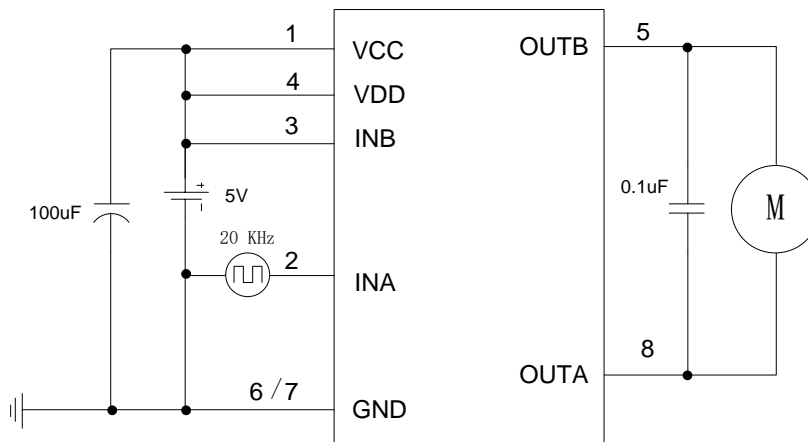 1
VCC
OUTB
5
4
VDD
3
INB
+
5V
100uF
0.1uF
M
20 KHz
2
INA
8
OUTA
6/7
GND